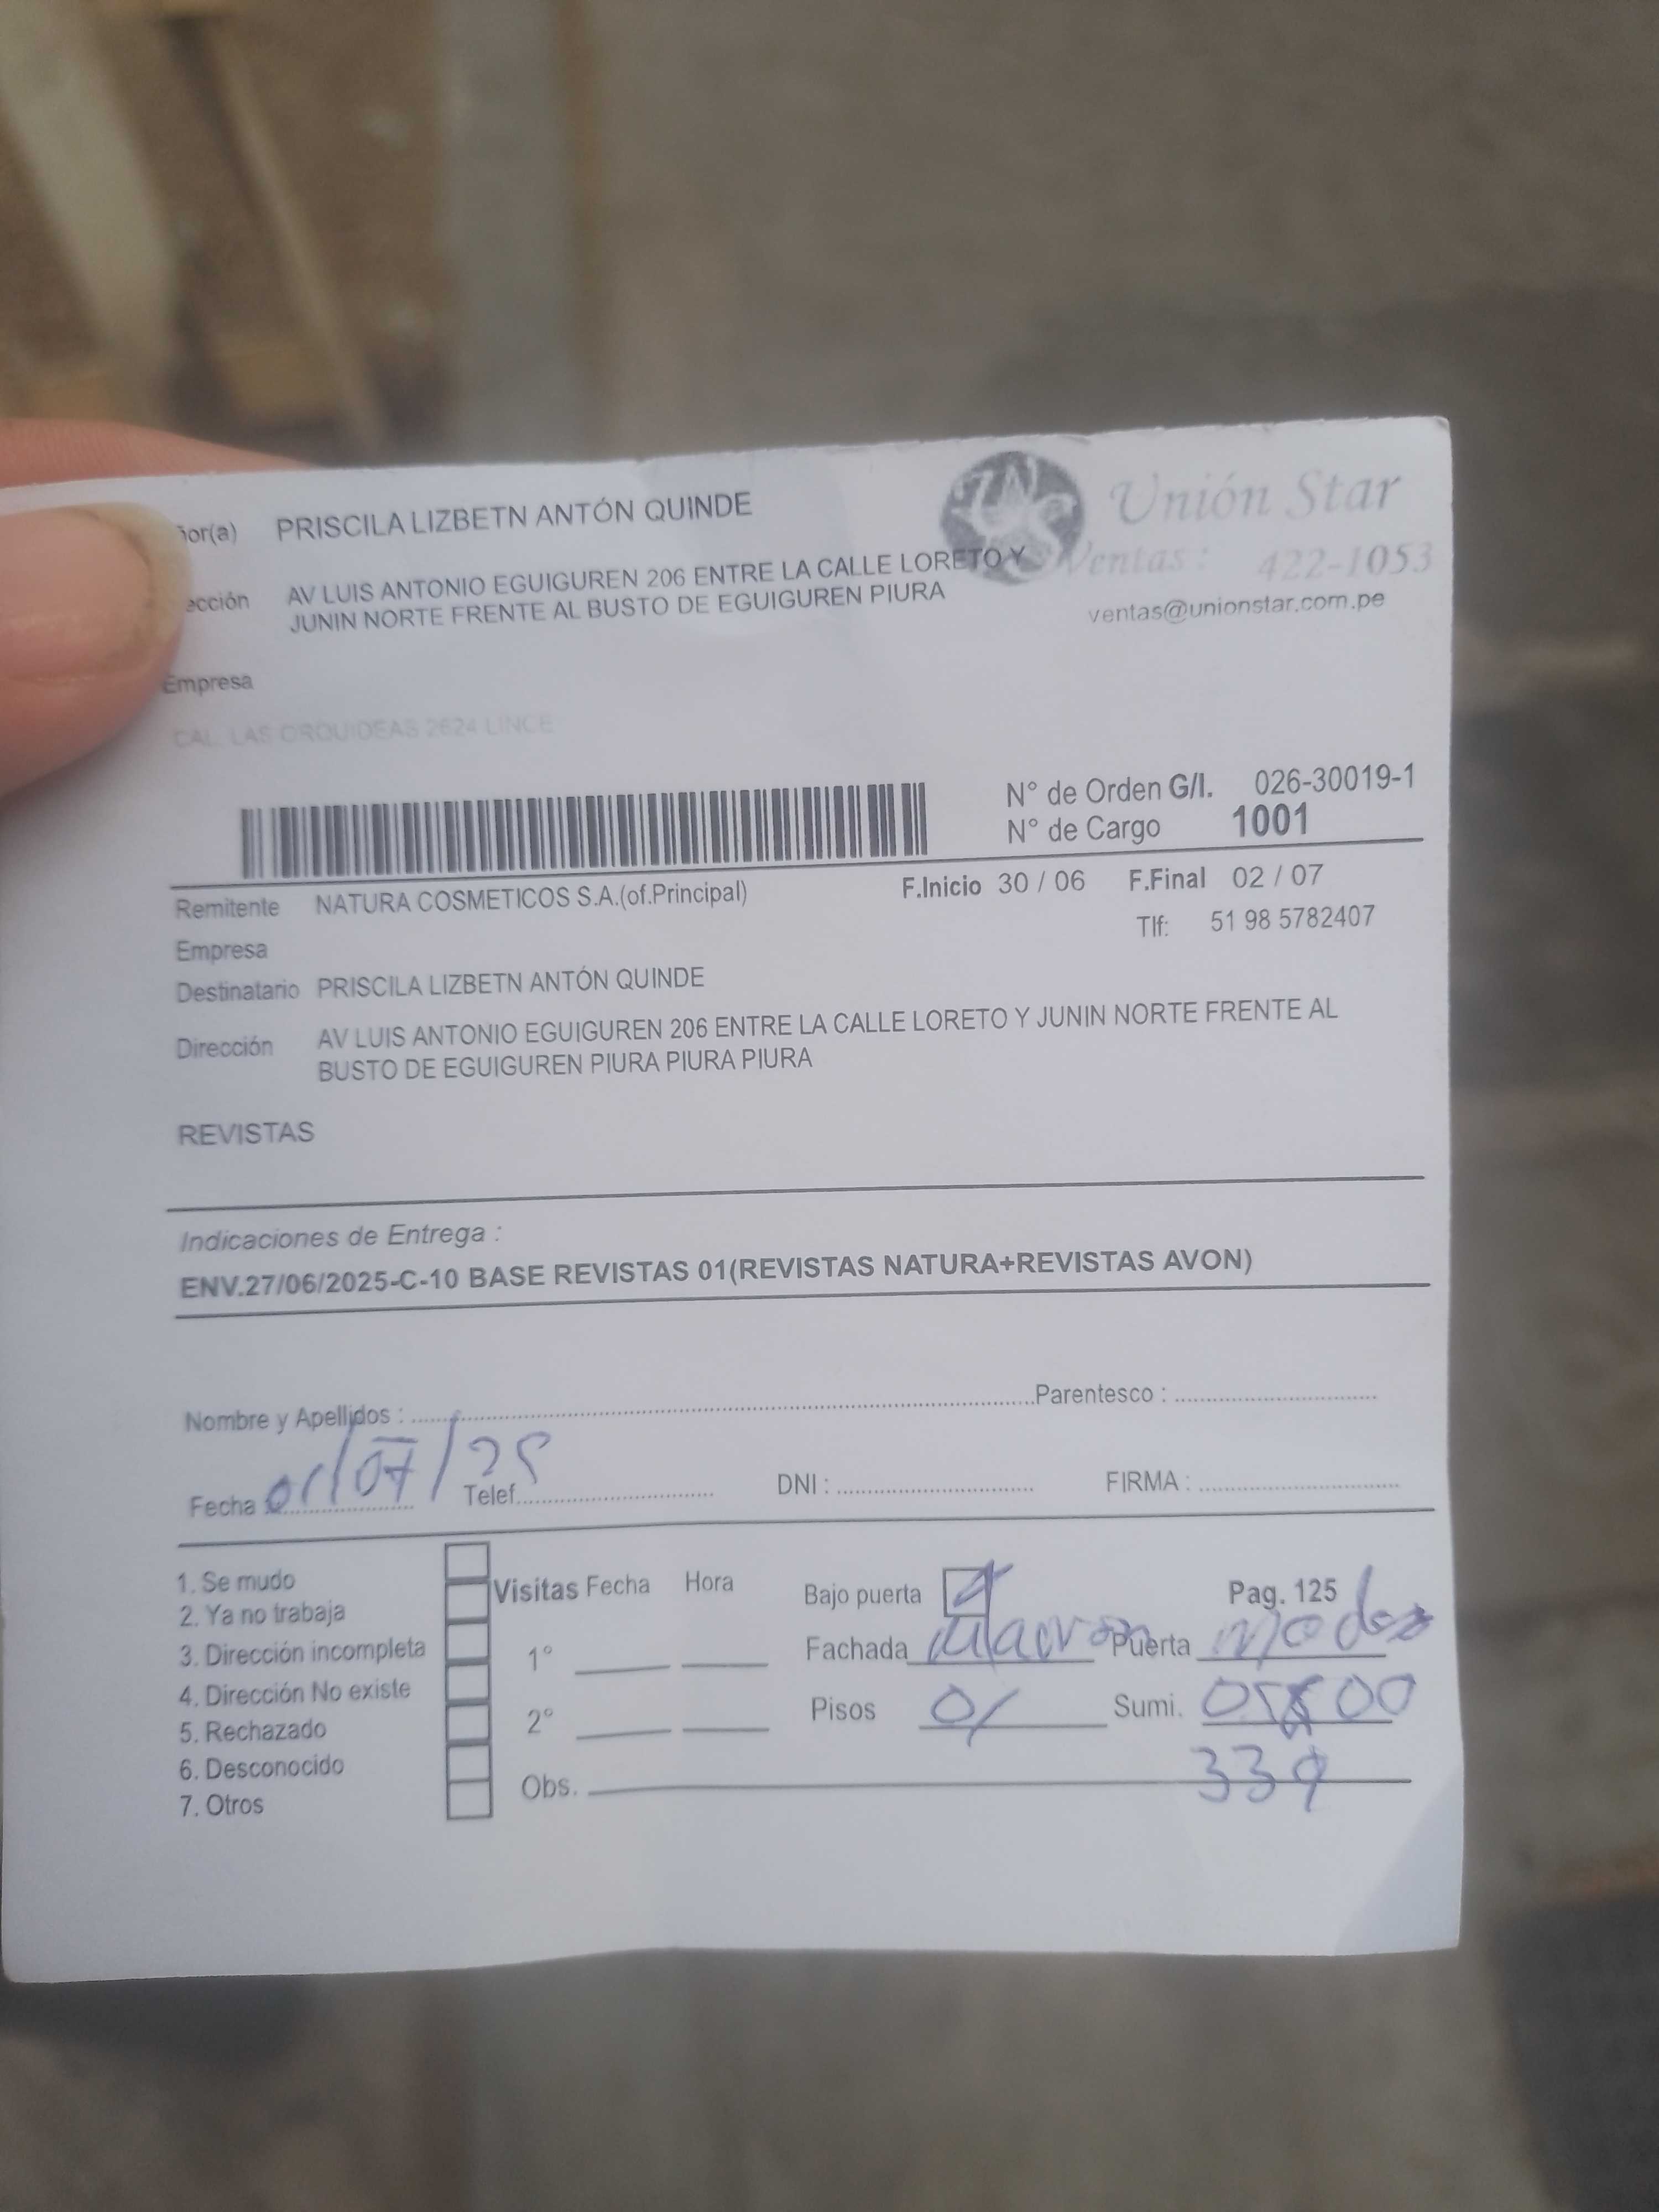 ñor(a) PRISCILA LIZBETN ANTÓN QUINDE
Unión Star
ección AV LUIS ANTONIO EGUIGUREN 206 ENTRE LA CALLE LORETO Y
JUNIN NORTE FRENTE AL BUSTO DE EGUIGUREN PIURA
Ventas : 422-1053
ventas@unionstar.com.pe
Empresa
CAL. LAS ORQUIDEAS 2624 LINCE
N° de Orden G/I. 026-30019-1
N° de Cargo 1001
Remitente NATURA COSMETICOS S.A.(of.Principal) F.Inicio 30 / 06 F.Final 02 / 07
Empresa Tlf: 51 98 5782407
Destinatario PRISCILA LIZBETN ANTÓN QUINDE
Dirección AV LUIS ANTONIO EGUIGUREN 206 ENTRE LA CALLE LORETO Y JUNIN NORTE FRENTE AL
BUSTO DE EGUIGUREN PIURA PIURA PIURA
REVISTAS
Indicaciones de Entrega :
ENV.27/06/2025-C-10 BASE REVISTAS 01(REVISTAS NATURA+REVISTAS AVON)
Nombre y Apellidos : Parentesco :
Fecha 01/07/25 Telef. DNI : FIRMA :
1. Se mudo
2. Ya no trabaja
3. Dirección incompleta
4. Dirección No existe
5. Rechazado
6. Desconocido
7. Otros
Visitas Fecha Hora
1°
2°
Obs.
Bajo puerta Pag. 125
Fachada Puerta
Pisos 01 Sumi.
339